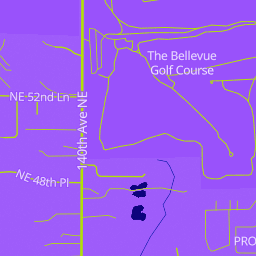 The Bellevue
Golf Course
NE 52nd Ln
140th Ave NE
NE 48th Pl
PRO